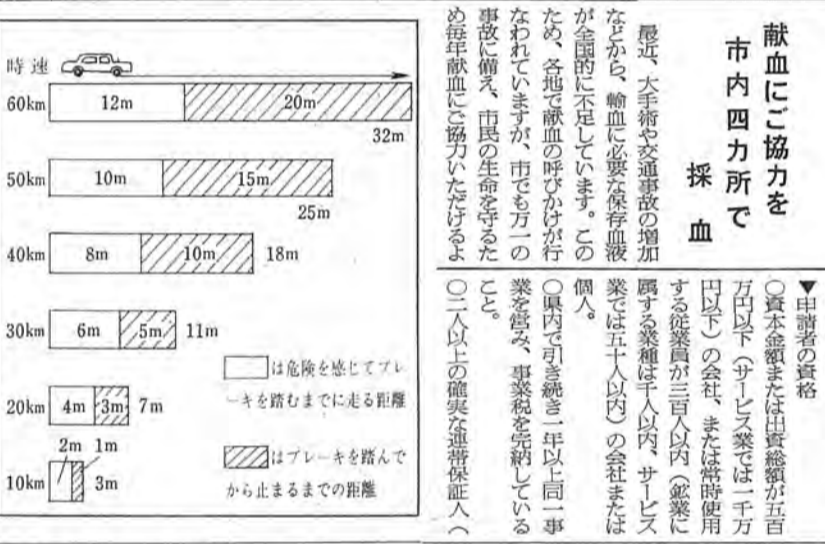 献血にご協力を
市内四カ所で
採血
最近、大手術や交通事故の増加
などから、輸血に必要な保存血液
が全国的に不足しています。この
ため、各地で献血の呼びかけが行
なわれていますが、市でも万一の
事故に備え、市民の生命を守るた
め毎年献血にご協力いただけるよ
▼申請者の資格
○資本金額または出資総額が五百
万円以下（サービス業では一千万
円以下）の会社、または常時使用
する従業員が三百人以内（鉱業に
属する業種は千人以内、サービス
業では五十人以内）の会社または
個人。
○県内で引き続き一年以上同一事
業を営み、事業税を完納している
こと。
○二人以上の確実な連帯保証人（
時速
60km 12m 20m
32m
50km 10m 15m
25m
40km 8m 10m 18m
30km 6m 5m 11m
20km 4m 3m 7m
2m 1m
10km 3m
は危険を感じてブレ
ーキを踏むまでに走る距離
はブレーキを踏んで
から止まるまでの距離